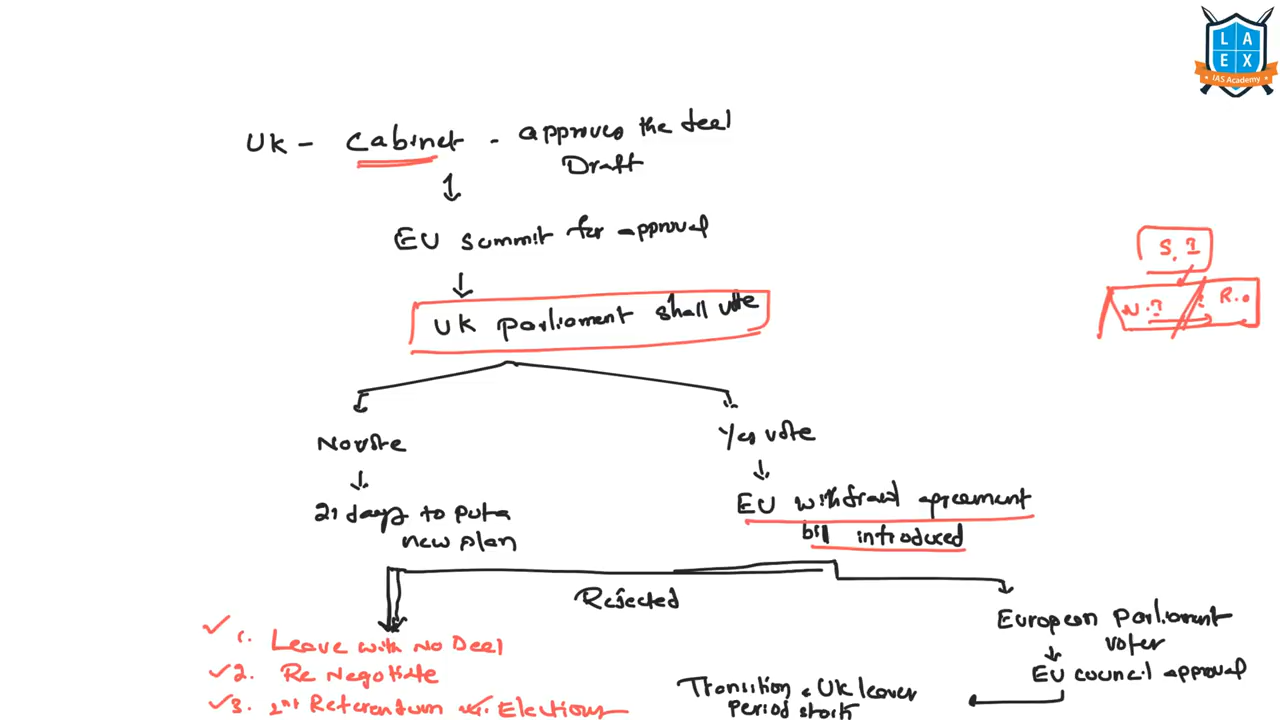 L A
E X
IAS Academy
UK - Cabinet - approves the deal
Draft
EU summit for approval
UK parliament shall vote
S. ?
N. ?
R.o
No vote
Yes vote
21 days to put a
new plan
EU withdrawl agreement
bill introduced
Rejected
European parliament
votes
EU council approval
Transition & UK leaves
period starts
1. Leave with No Deal
2. Re Negotiate
3. 2nd Referendum Elections